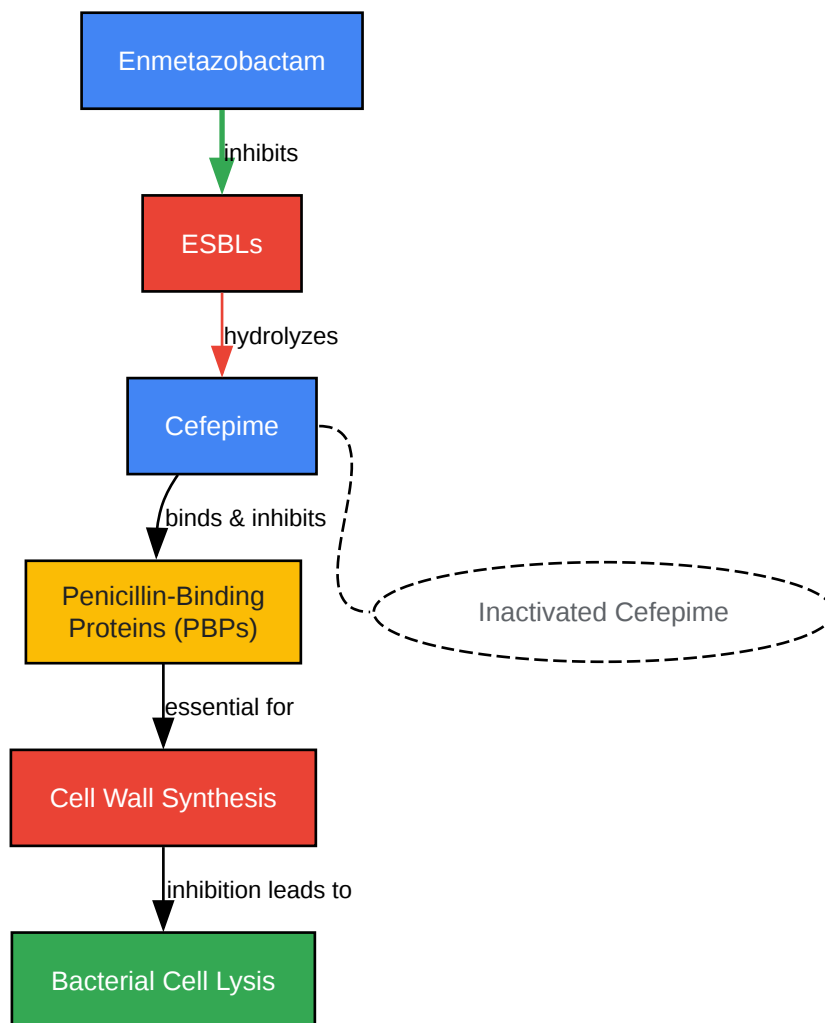 Enmetazobactam
inhibits
ESBLs
hydrolyzes
Cefepime
binds & inhibits
Penicillin-Binding
Proteins (PBPs)
Inactivated Cefepime
essential for
Cell Wall Synthesis
inhibition leads to
Bacterial Cell Lysis